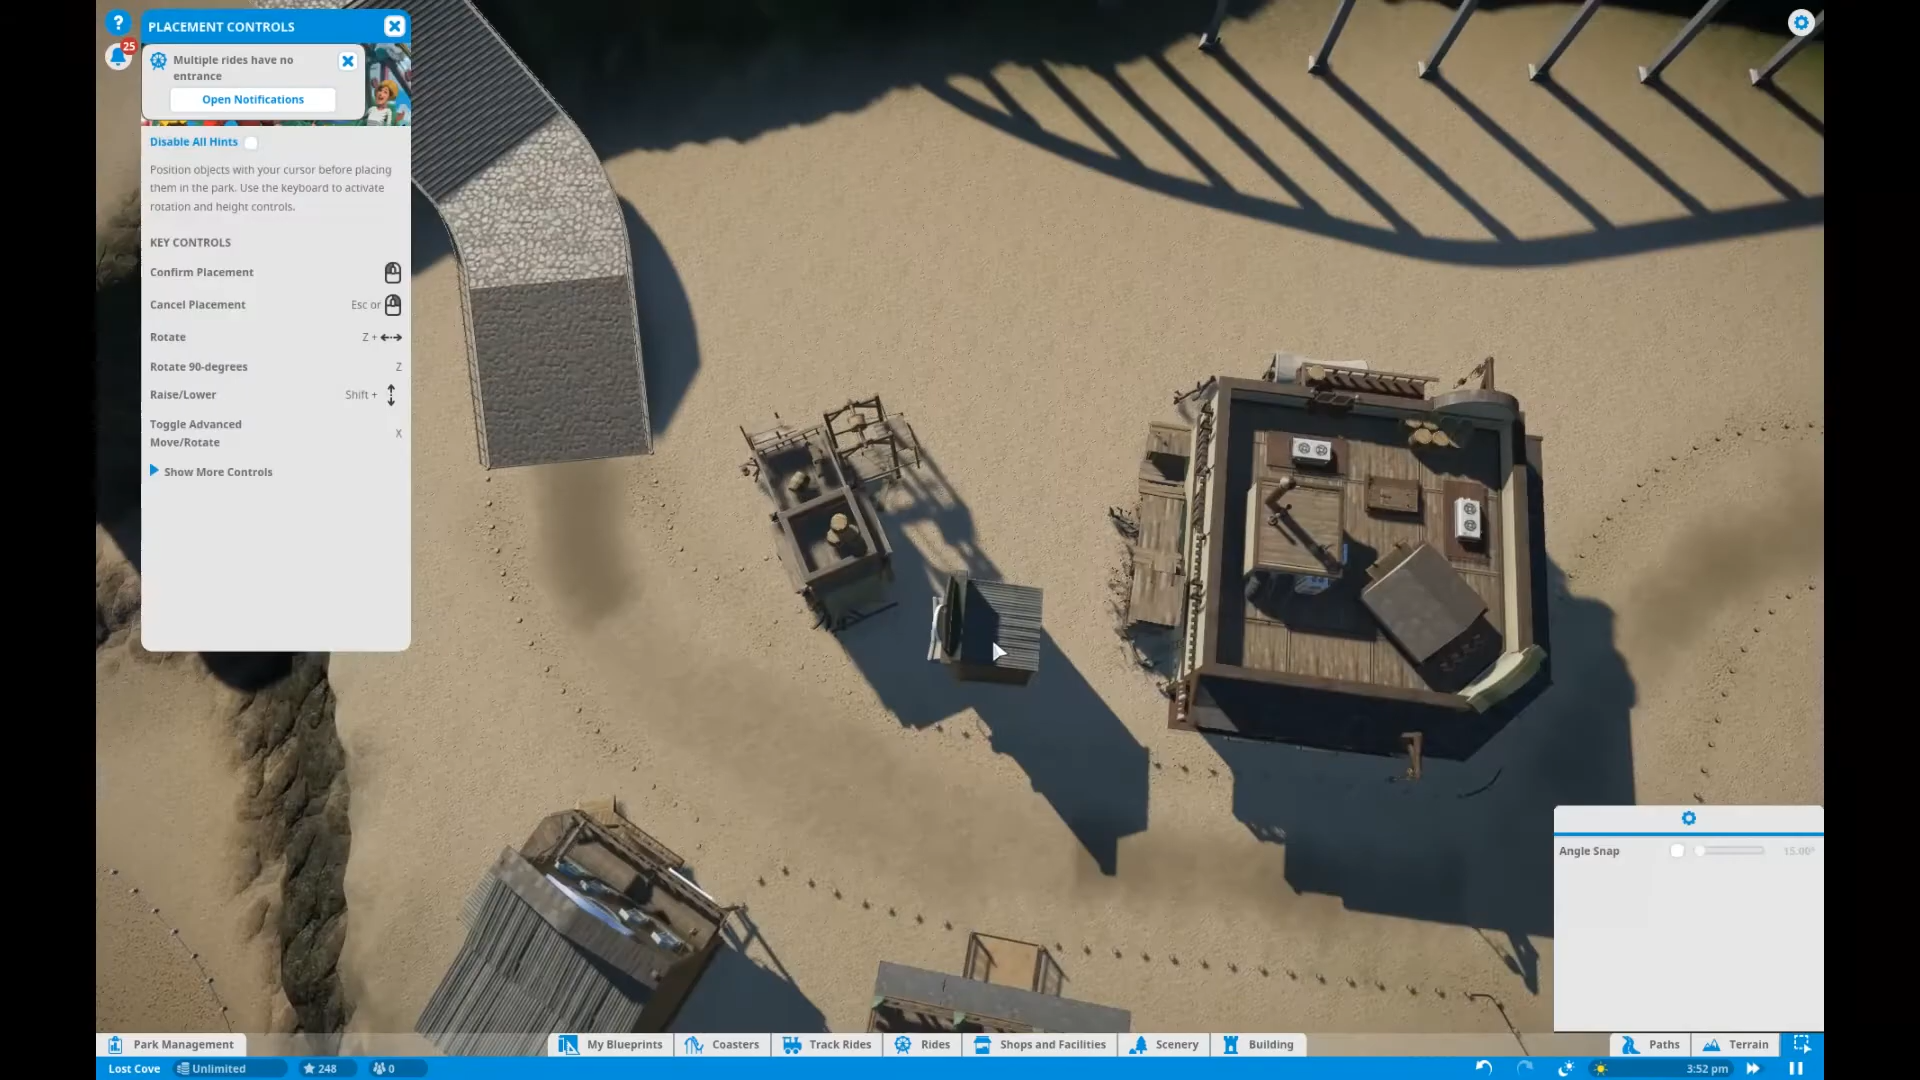 ?
25
PLACEMENT CONTROLS
Multiple rides have no
entrance
Open Notifications
Disable All Hints
Position objects with your cursor before placing
them in the park. Use the keyboard to activate
rotation and height controls.
KEY CONTROLS
Confirm Placement
Cancel Placement Esc or
Rotate Z +
Rotate 90-degrees Z
Raise/Lower Shift +
Toggle Advanced
Move/Rotate X
Show More Controls
Angle Snap 15.00°
Park Management My Blueprints Coasters Track Rides Rides Shops and Facilities Scenery Building Paths Terrain
Lost Cove Unlimited 248 0 3:52 pm